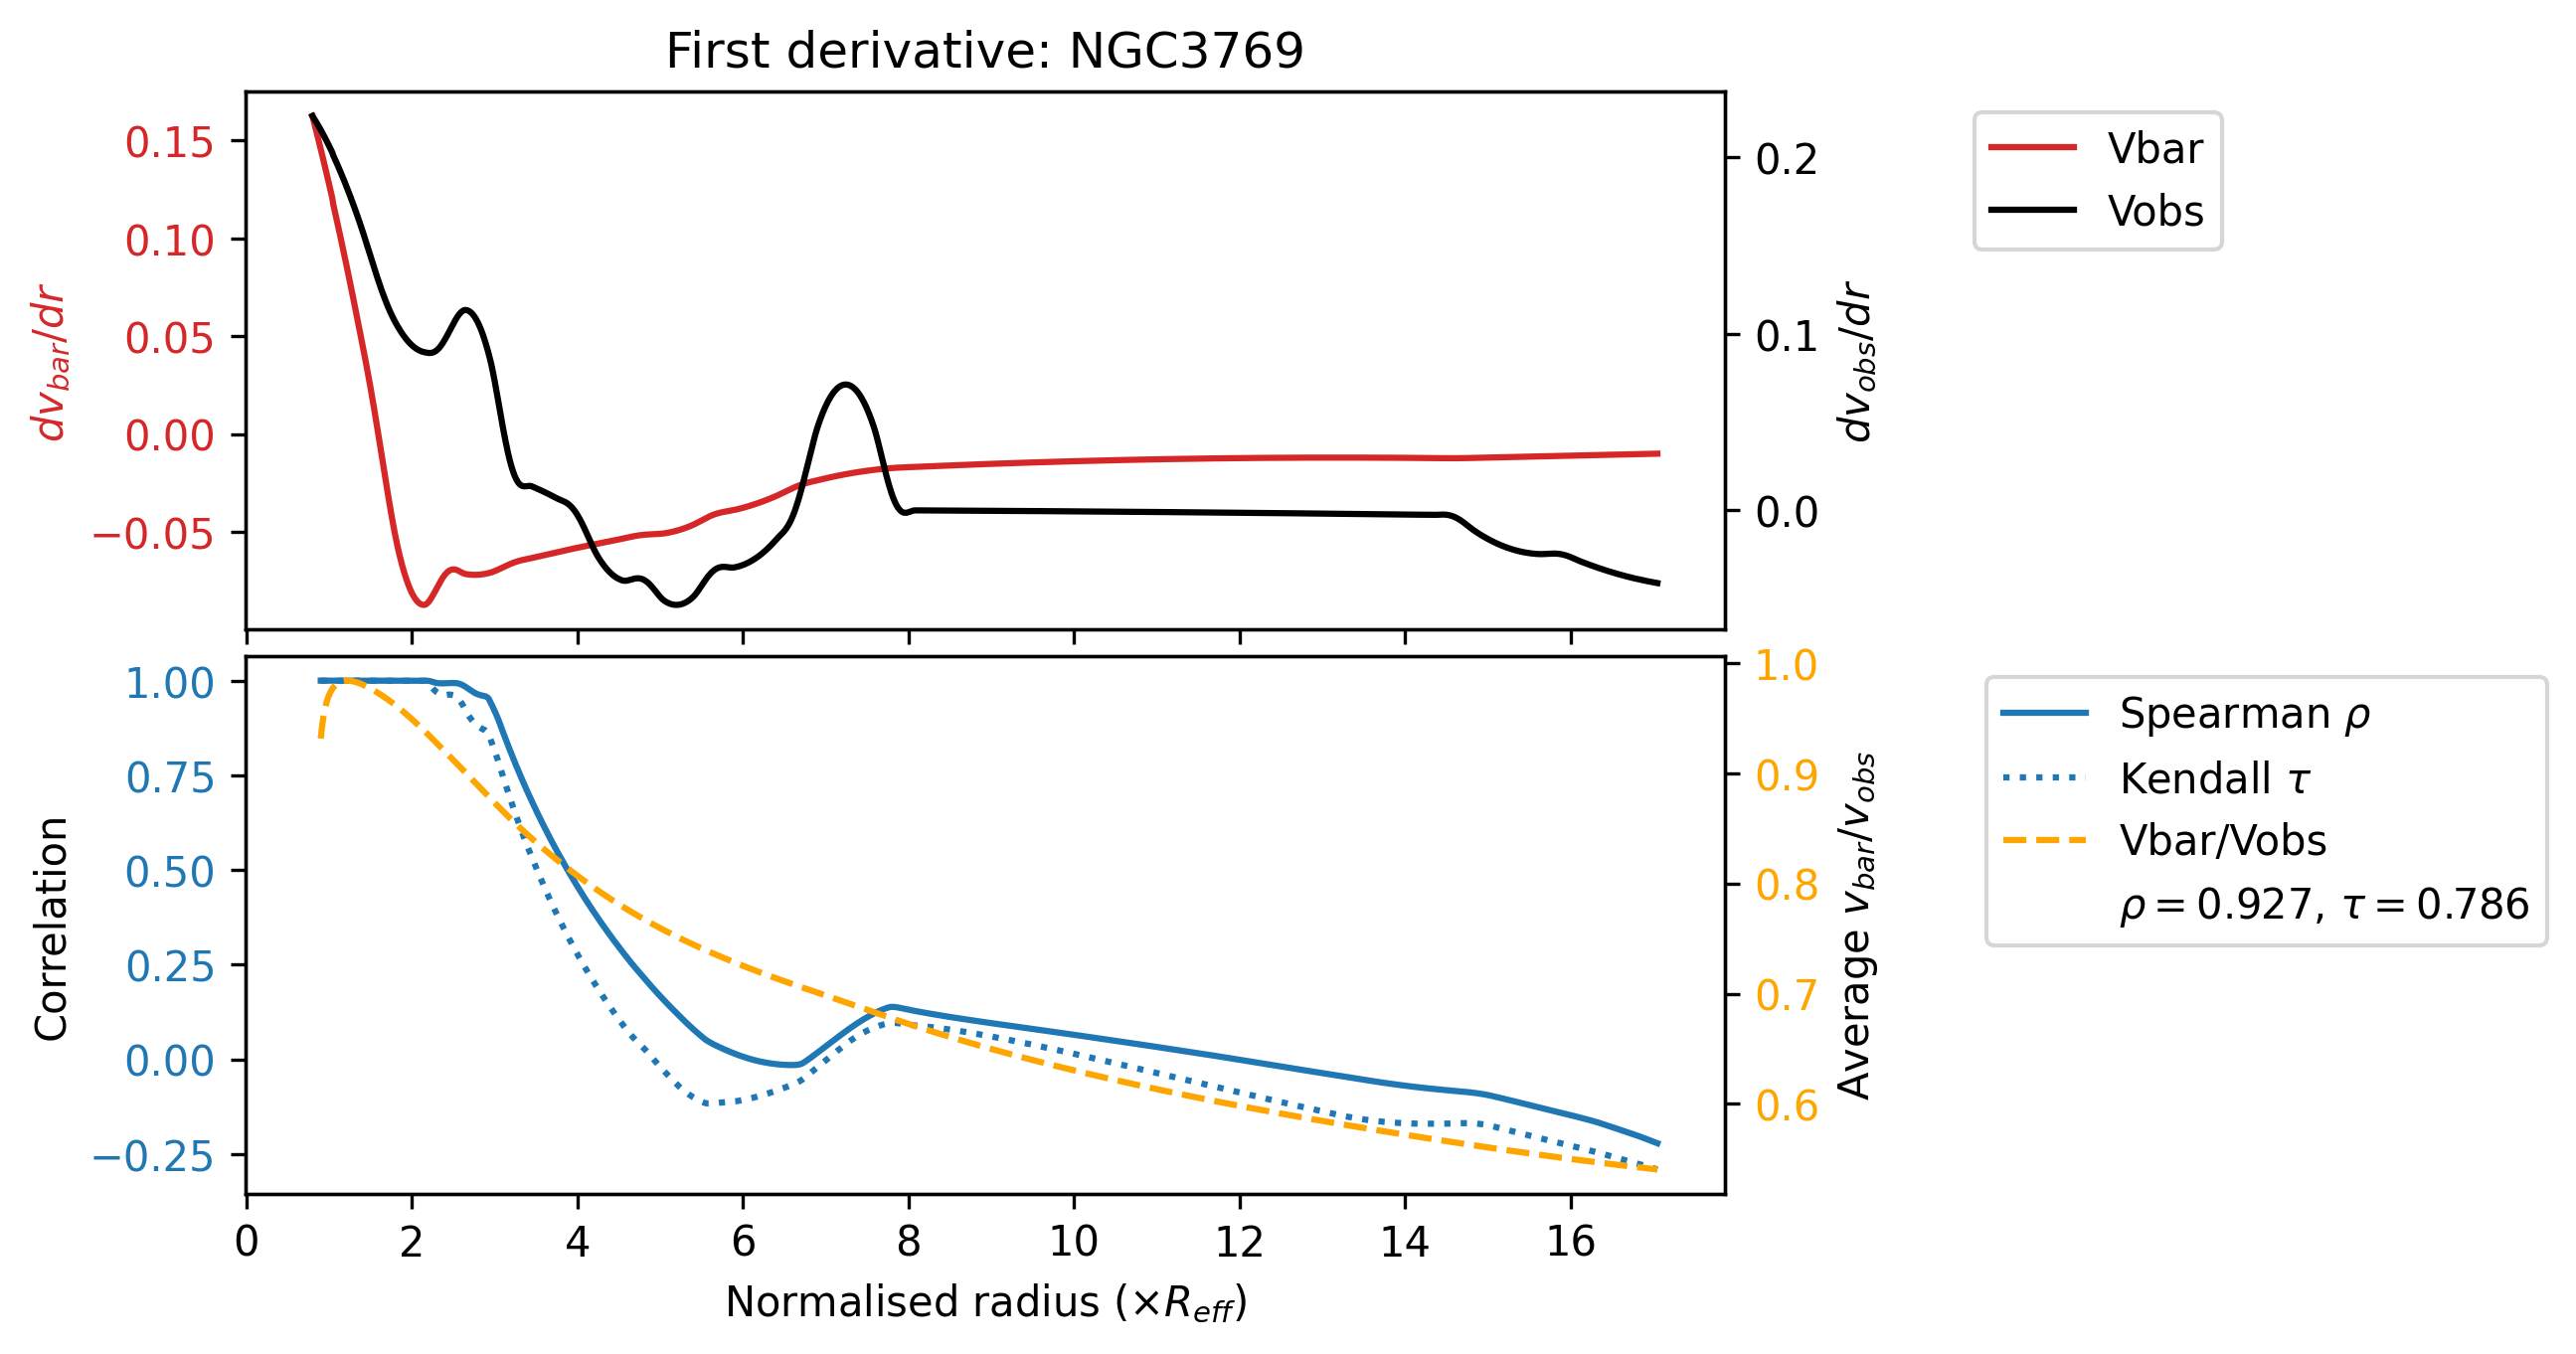 First derivative: NGC3769
0.15
0.10
0.05
0.00
−0.05
dv_bar/dr
0.2
0.1
0.0
dv_obs/dr
Vbar
Vobs
1.00
0.75
0.50
0.25
0.00
−0.25
Correlation
1.0
0.9
0.8
0.7
0.6
Average v_bar/v_obs
Spearman ρ
Kendall τ
Vbar/Vobs
ρ = 0.927, τ = 0.786
0 2 4 6 8 10 12 14 16
Normalised radius (×R_eff)